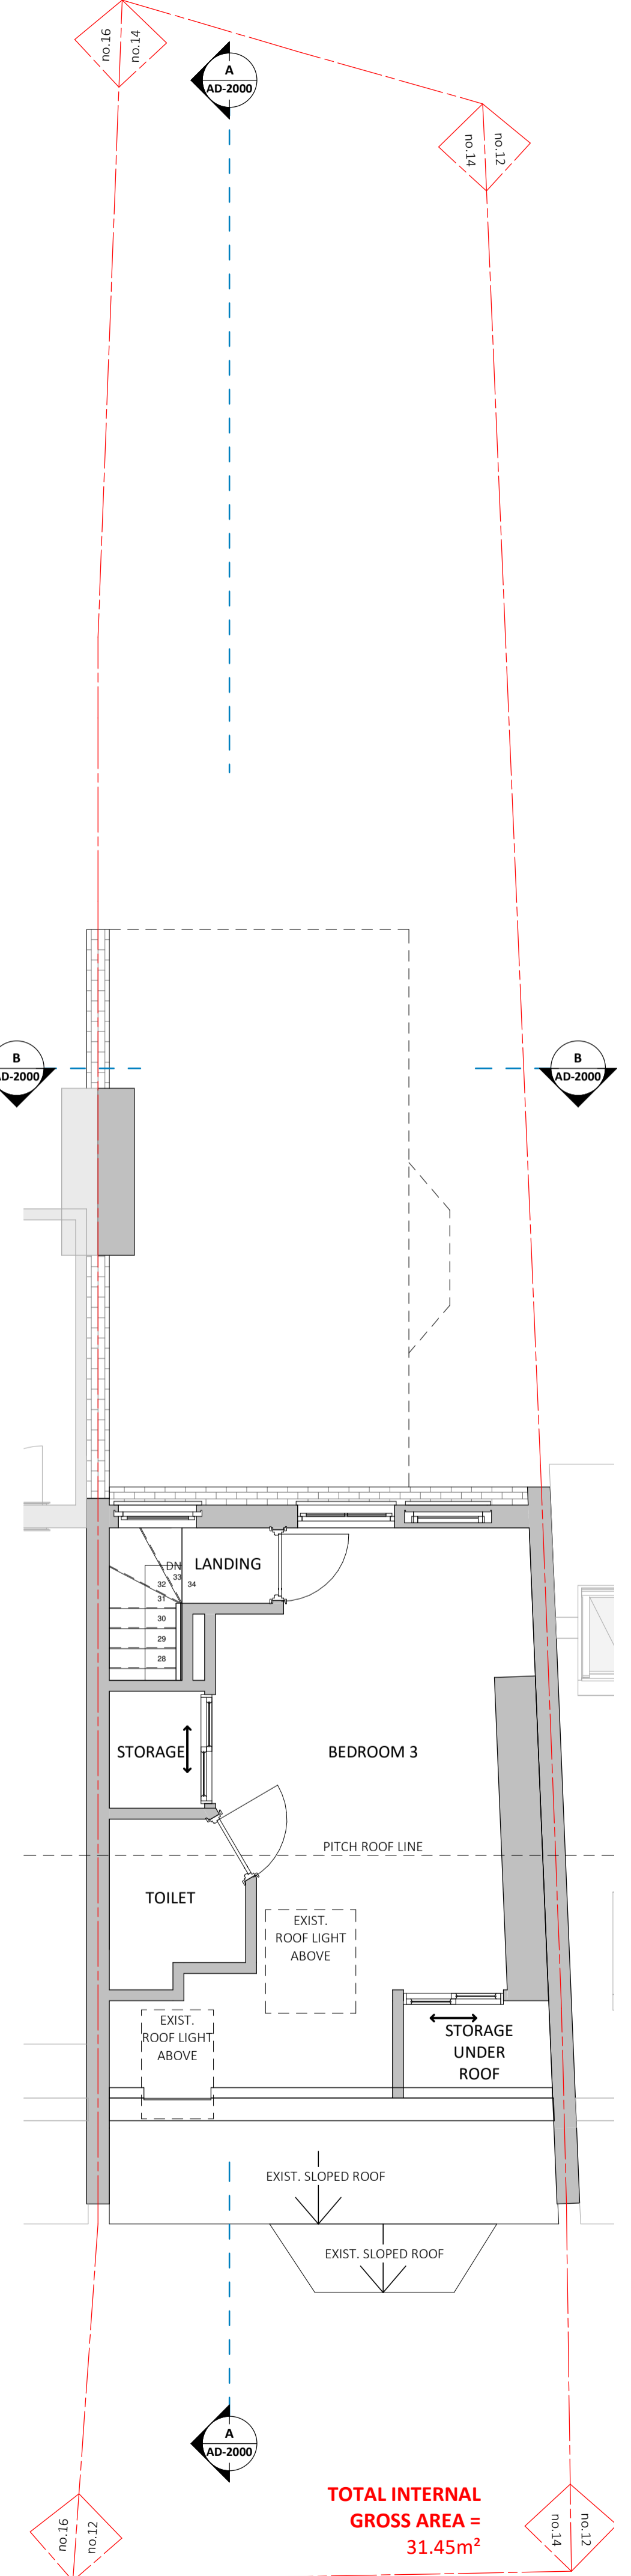 no.16
no.14
A
AD-2000
no.14
no.12
B
AD-2000
B
AD-2000
LANDING
DN
33
32
34
31
30
29
28
STORAGE
BEDROOM 3
PITCH ROOF LINE
TOILET
EXIST.
ROOF LIGHT
ABOVE
EXIST.
ROOF LIGHT
ABOVE
STORAGE
UNDER
ROOF
EXIST. SLOPED ROOF
EXIST. SLOPED ROOF
A
AD-2000
TOTAL INTERNAL
GROSS AREA =
31.45m²
no.16
no.12
no.14
no.12